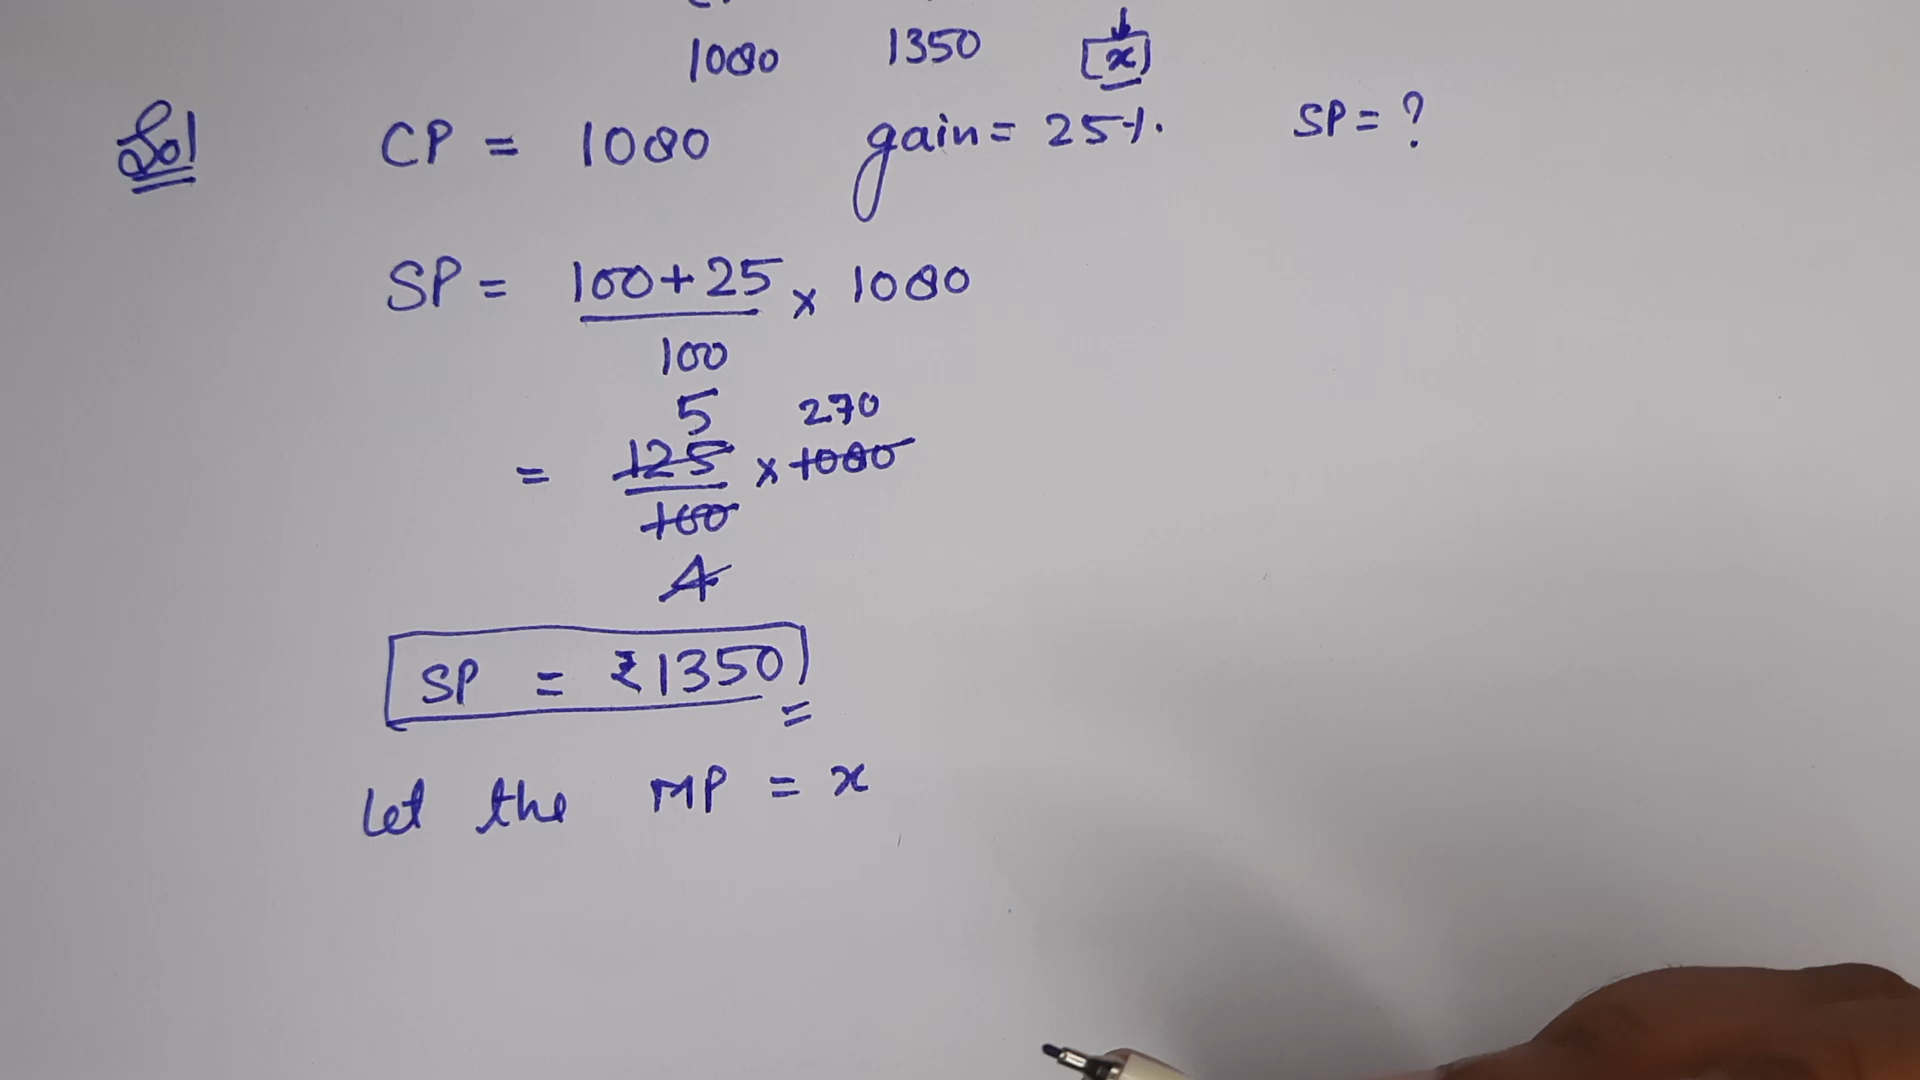 1080 1350 [x]
Sol CP = 1080 gain = 25% SP = ?
SP = 100+25 x 1080
100
5 270
= 125 x 1080
100
4
SP = ₹1350
Let the MP = x